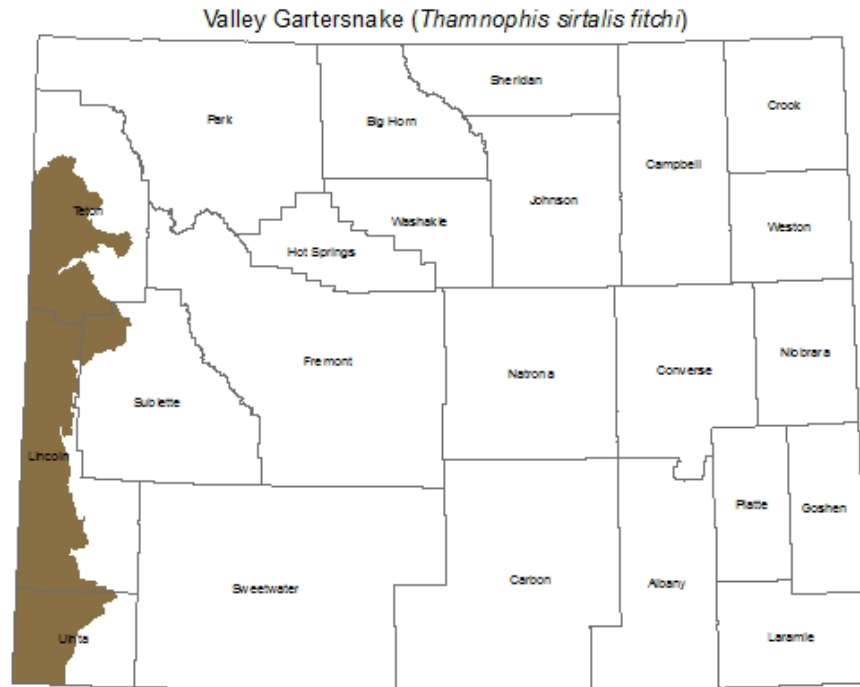 Valley Gartersnake (Thamnophis sirtalis fitchi)
Sheridan
Crook
Park
Big Horn
Campbell
Johnson
Teton
Washakie
Weston
Hot Springs
Fremont
Natrona
Converse
Niobrara
Sublette
Lincoln
Platte
Goshen
Sweetwater
Carbon
Albany
Uinta
Laramie